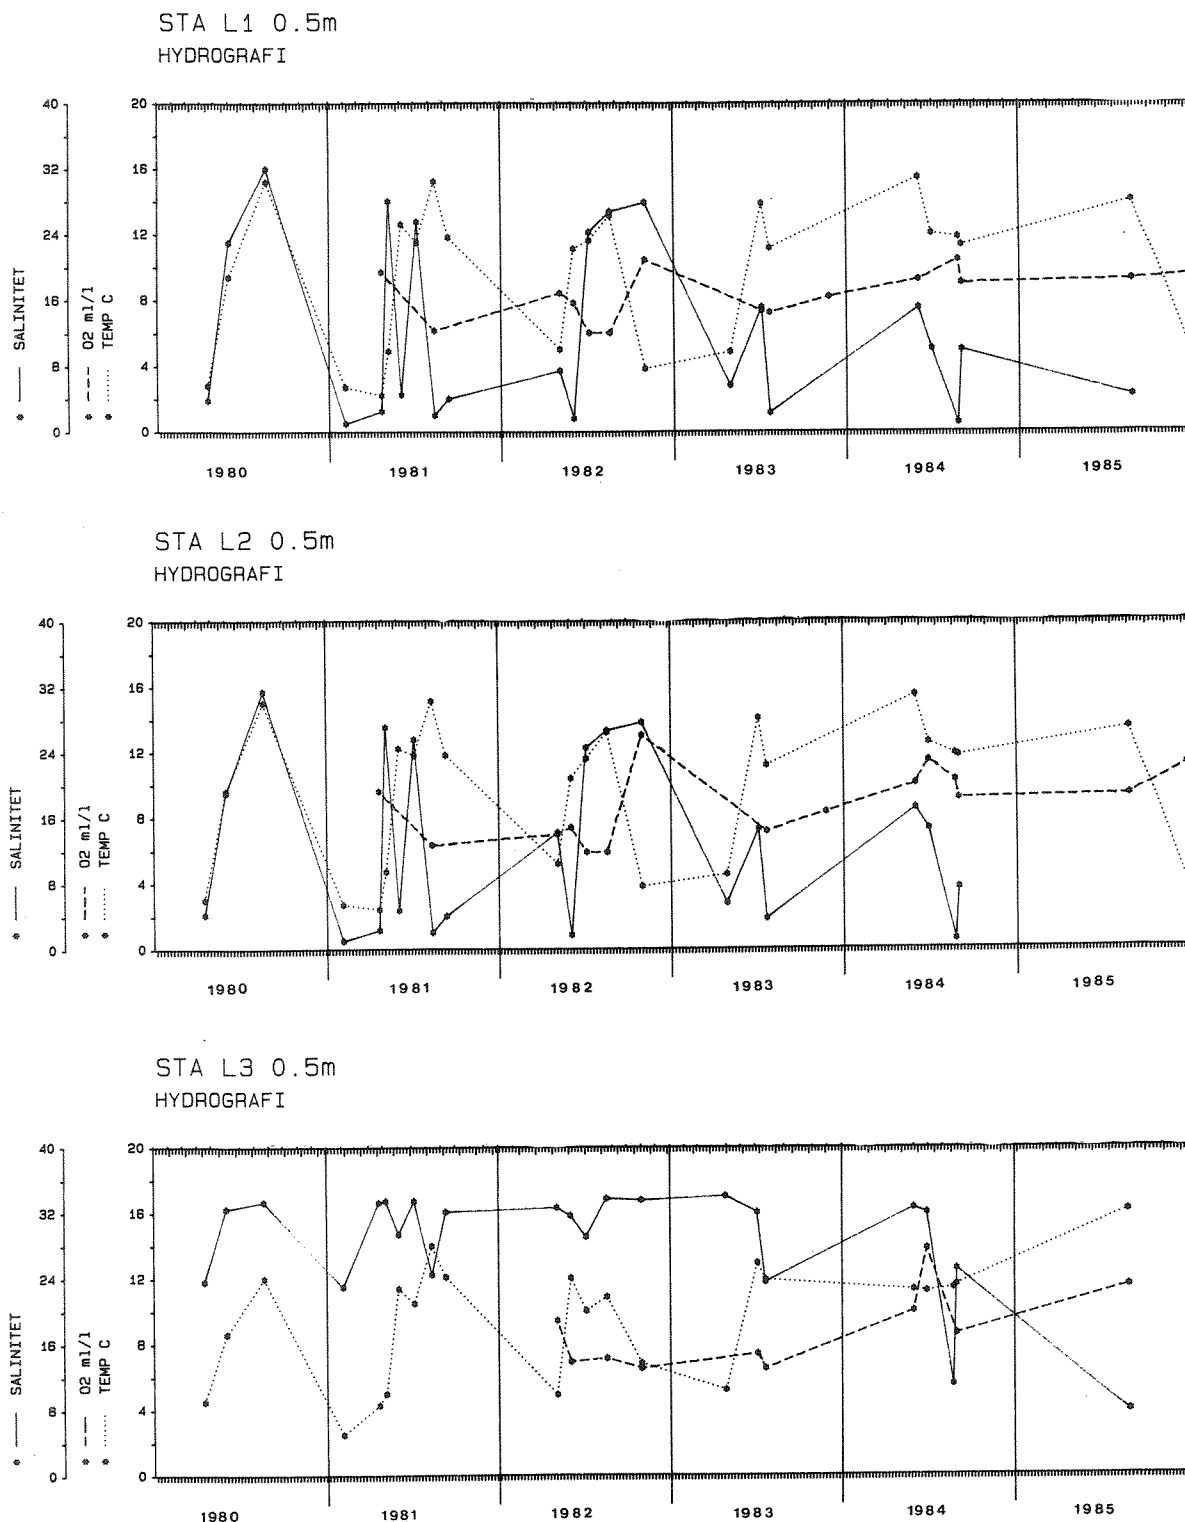 STA L1 0.5m
HYDROGRAFI
40 20
32 16
24 12
16 8
8 4
0 0
SALINITET
O2 ml/l
TEMP C
1980 1981 1982 1983 1984 1985
STA L2 0.5m
HYDROGRAFI
40 20
32 16
24 12
16 8
8 4
0 0
SALINITET
O2 ml/l
TEMP C
1980 1981 1982 1983 1984 1985
STA L3 0.5m
HYDROGRAFI
40 20
32 16
24 12
16 8
8 4
0 0
SALINITET
O2 ml/l
TEMP C
1980 1981 1982 1983 1984 1985